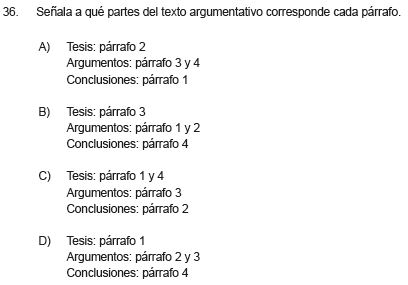 36. Señala a qué partes del texto argumentativo corresponde cada párrafo.
A) Tesis: párrafo 2
Argumentos: párrafo 3 y 4
Conclusiones: párrafo 1
B) Tesis: párrafo 3
Argumentos: párrafo 1 y 2
Conclusiones: párrafo 4
C) Tesis: párrafo 1 y 4
Argumentos: párrafo 3
Conclusiones: párrafo 2
D) Tesis: párrafo 1
Argumentos: párrafo 2 y 3
Conclusiones: párrafo 4